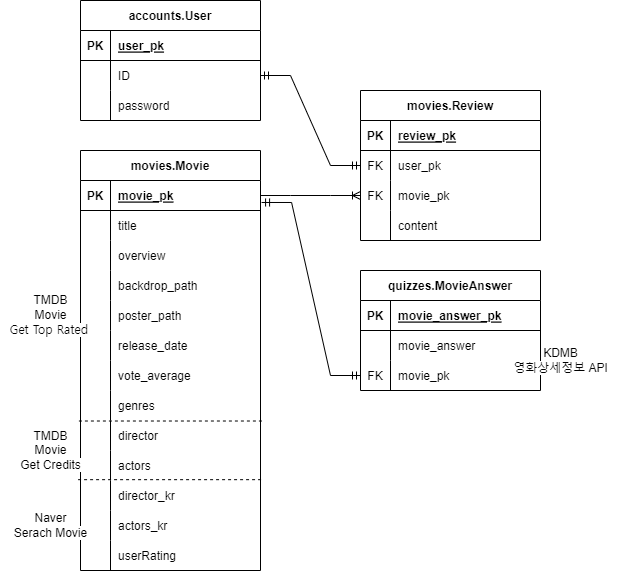 accounts.User
PK user_pk
ID
password
movies.Review
PK review_pk
FK user_pk
FK movie_pk
content
movies.Movie
PK movie_pk
title
overview
backdrop_path
poster_path
release_date
vote_average
genres
director
actors
director_kr
actors_kr
userRating
TMDB
Movie
Get Top Rated
TMDB
Movie
Get Credits
Naver
Serach Movie
quizzes.MovieAnswer
PK movie_answer_pk
movie_answer
FK movie_pk
KDMB
영화상세정보 API